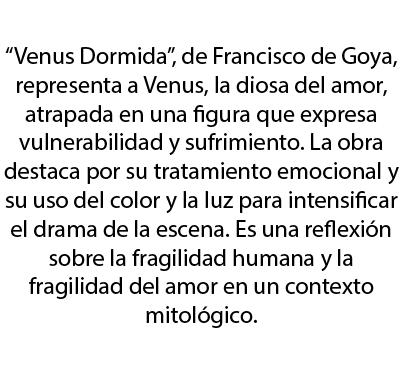 “Venus Dormida”, de Francisco de Goya,
representa a Venus, la diosa del amor,
atrapada en una figura que expresa
vulnerabilidad y sufrimiento. La obra
destaca por su tratamiento emocional y
su uso del color y la luz para intensificar
el drama de la escena. Es una reflexión
sobre la fragilidad humana y la
fragilidad del amor en un contexto
mitológico.